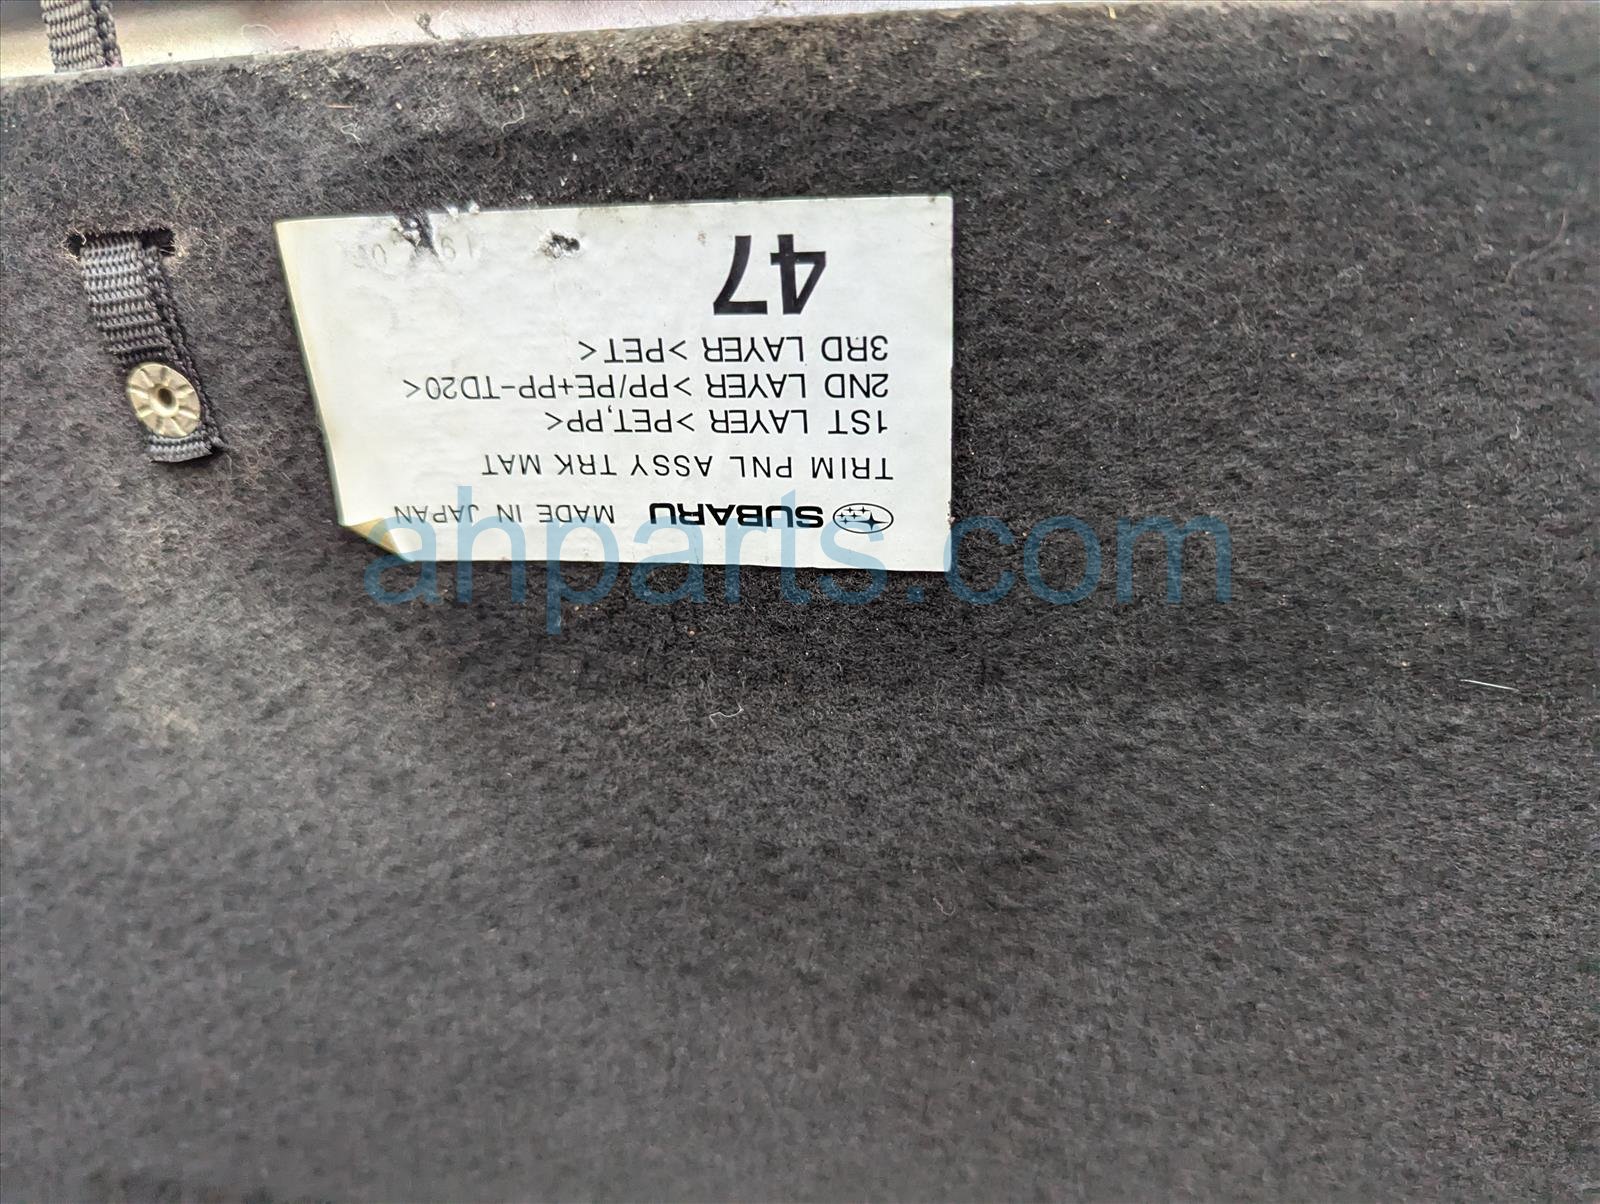 SUBARU MADE IN JAPAN
TRIM PNL ASSY TRK MAT
1ST LAYER >PET,PP<
2ND LAYER >PP/PE+PP-TD20<
3RD LAYER >PET<
47
ahparts.com